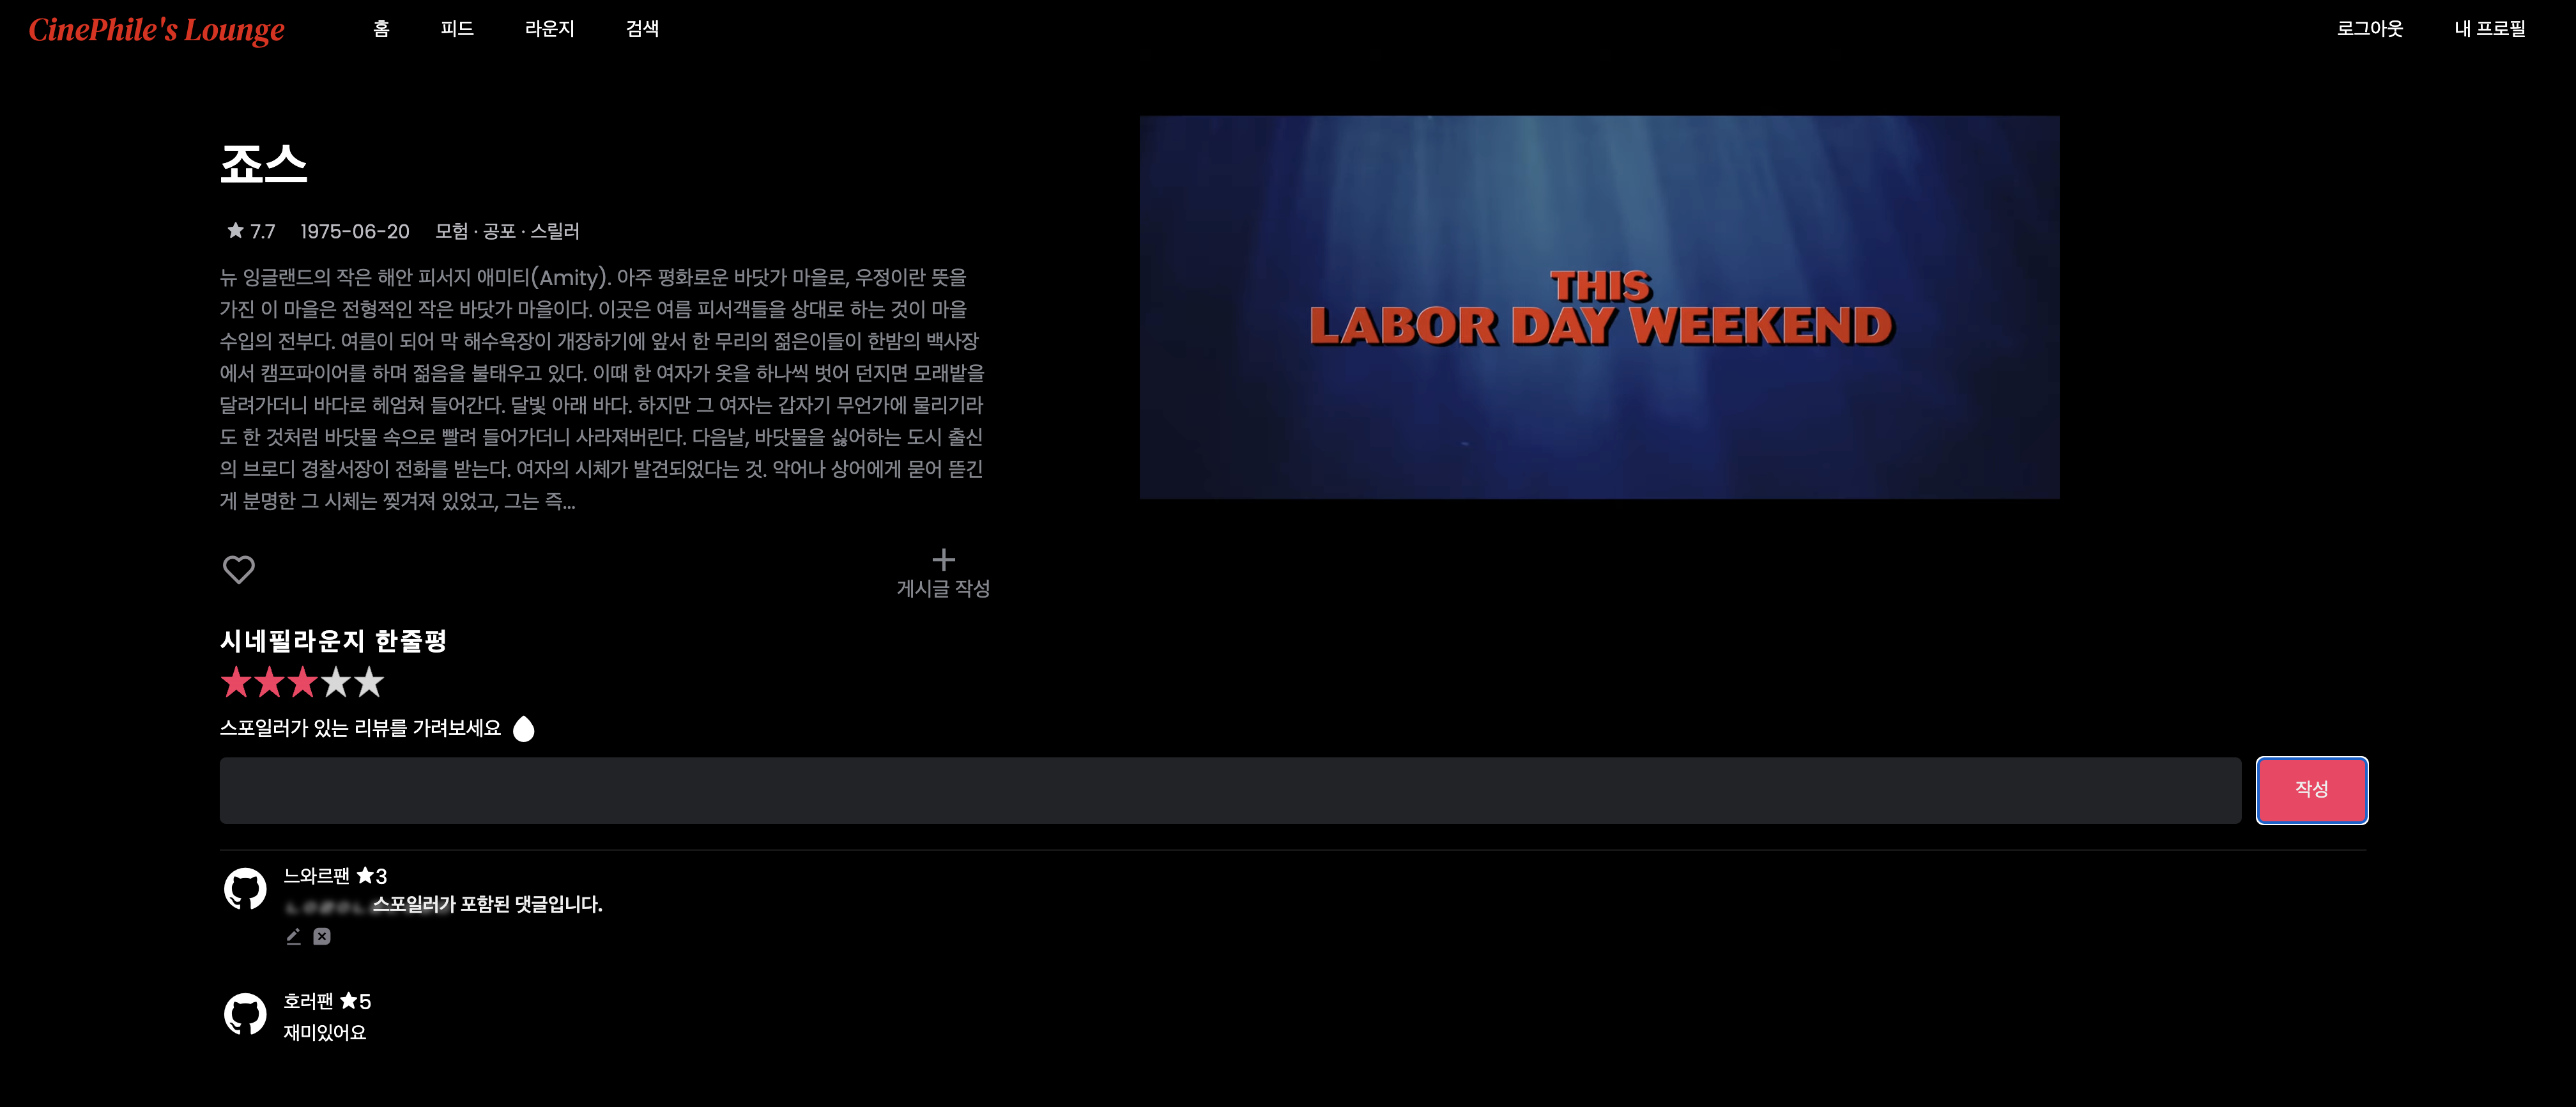 CinePhile's Lounge 홈 피드 라운지 검색 로그아웃 내 프로필
죠스
7.7 1975-06-20 모험 · 공포 · 스릴러
뉴 잉글랜드의 작은 해안 피서지 애미티(Amity). 아주 평화로운 바닷가 마을로, 우정이란 뜻을
가진 이 마을은 전형적인 작은 바닷가 마을이다. 이곳은 여름 피서객들을 상대로 하는 것이 마을
수입의 전부다. 여름이 되어 막 해수욕장이 개장하기에 앞서 한 무리의 젊은이들이 한밤의 백사장
에서 캠프파이어를 하며 젊음을 불태우고 있다. 이때 한 여자가 옷을 하나씩 벗어 던지면 모래밭을
달려가더니 바다로 헤엄쳐 들어간다. 달빛 아래 바다. 하지만 그 여자는 갑자기 무언가에 물리기라
도 한 것처럼 바닷물 속으로 빨려 들어가더니 사라져버린다. 다음날, 바닷물을 싫어하는 도시 출신
의 브로디 경찰서장이 전화를 받는다. 여자의 시체가 발견되었다는 것. 악어나 상어에게 묻어 뜯긴
게 분명한 그 시체는 찢겨져 있었고, 그는 즉...
THIS
LABOR DAY WEEKEND
게시글 작성
시네필라운지 한줄평
스포일러가 있는 리뷰를 가려보세요
작성
느와르팬 ★3
스포일러가 포함된 댓글입니다.
호러팬 ★5
재미있어요